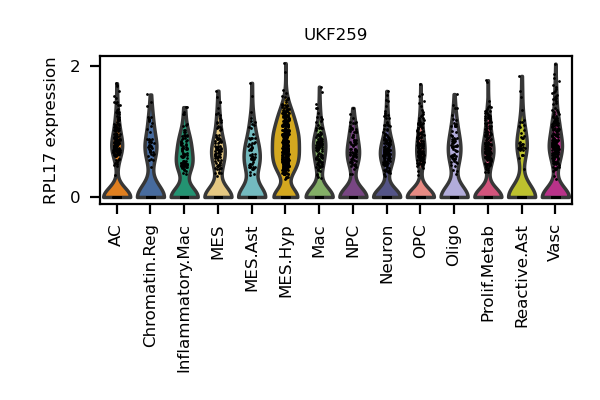 UKF259
RPL17 expression
2
0
AC
Chromatin.Reg
Inflammatory.Mac
MES
MES.Ast
MES.Hyp
Mac
NPC
Neuron
OPC
Oligo
Prolif.Metab
Reactive.Ast
Vasc